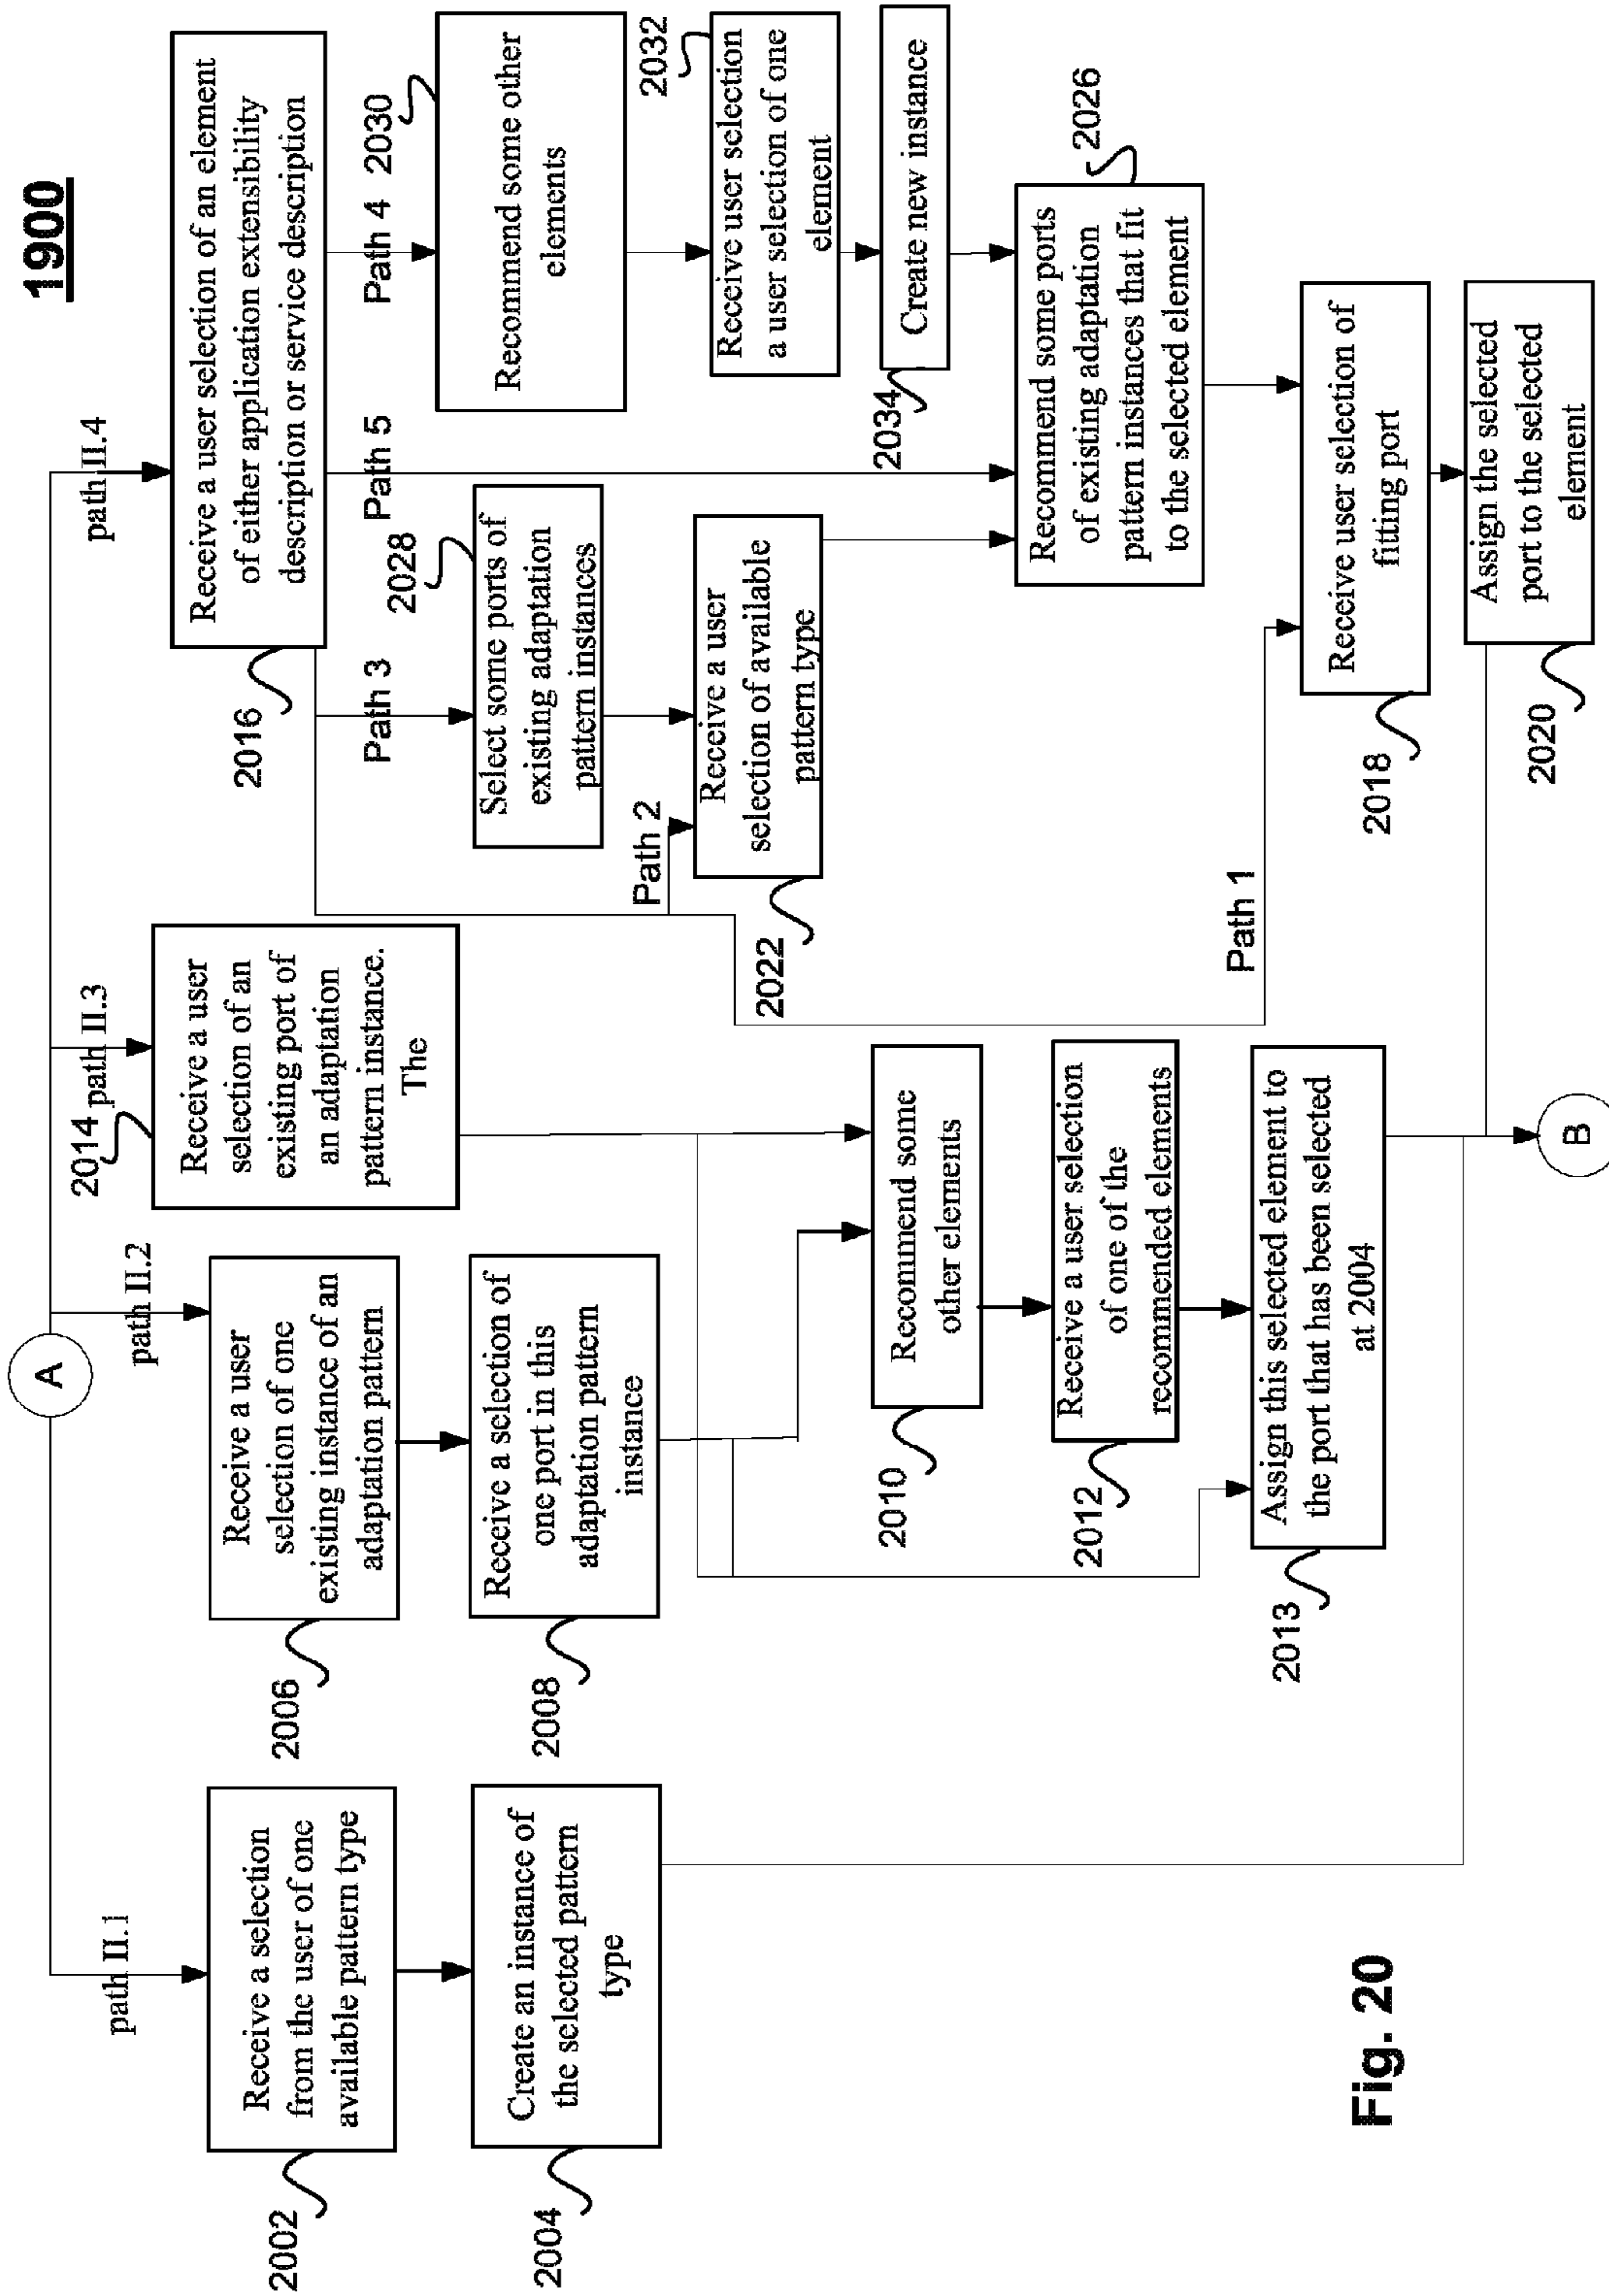 1900
A
path II.1
path II.2
2014
path II.3
path II.4
2002
Receive a selection
from the user of one
available pattern type
2004
Create an instance of
the selected pattern
type
2006
Receive a user
selection of one
existing instance of an
adaptation pattern
2008
Receive a selection of
one port in this
adaptation pattern
instance
Receive a user
selection of an
existing port of
an adaptation
pattern instance.
The
2010
Recommend some
other elements
2012
Receive a user selection
of one of the
recommended elements
2013
Assign this selected element to
the port that has been selected
at 2004
2016
Receive a user selection of an element
of either application extensibility
description or service description
Path 3
2028
Select some ports of
existing adaptation
pattern instances
Path 2
2022
Receive a user
selection of available
pattern type
Path 5
Path 4
2030
Recommend some other
elements
2032
Receive user selection
a user selection of one
element
2034
Create new instance
2026
Recommend some ports
of existing adaptation
pattern instances that fit
to the selected element
Path 1
2018
Receive user selection of
fitting port
2020
Assign the selected
port to the selected
element
B
Fig. 20